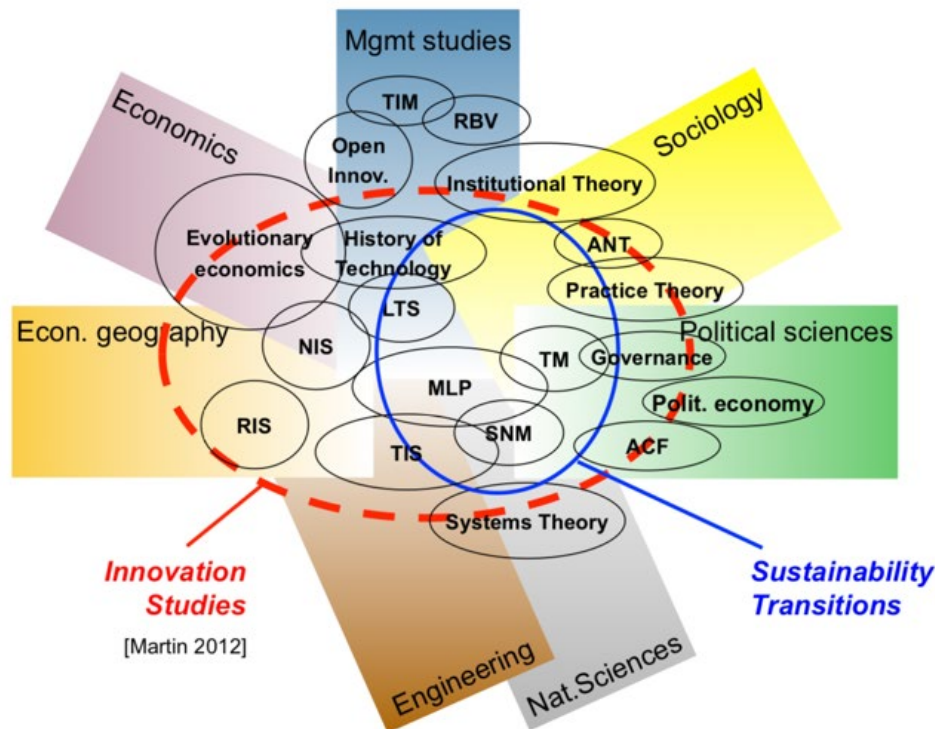 Mgmt studies
Economics
Sociology
TIM
RBV
Open
Innov.
Institutional Theory
Evolutionary
economics
History of
Technology
ANT
Practice Theory
LTS
Econ. geography
NIS
TM
Governance
Political sciences
MLP
Polit. economy
RIS
SNM
TIS
ACF
Systems Theory
Innovation
Studies
[Martin 2012]
Sustainability
Transitions
Engineering
Nat.Sciences